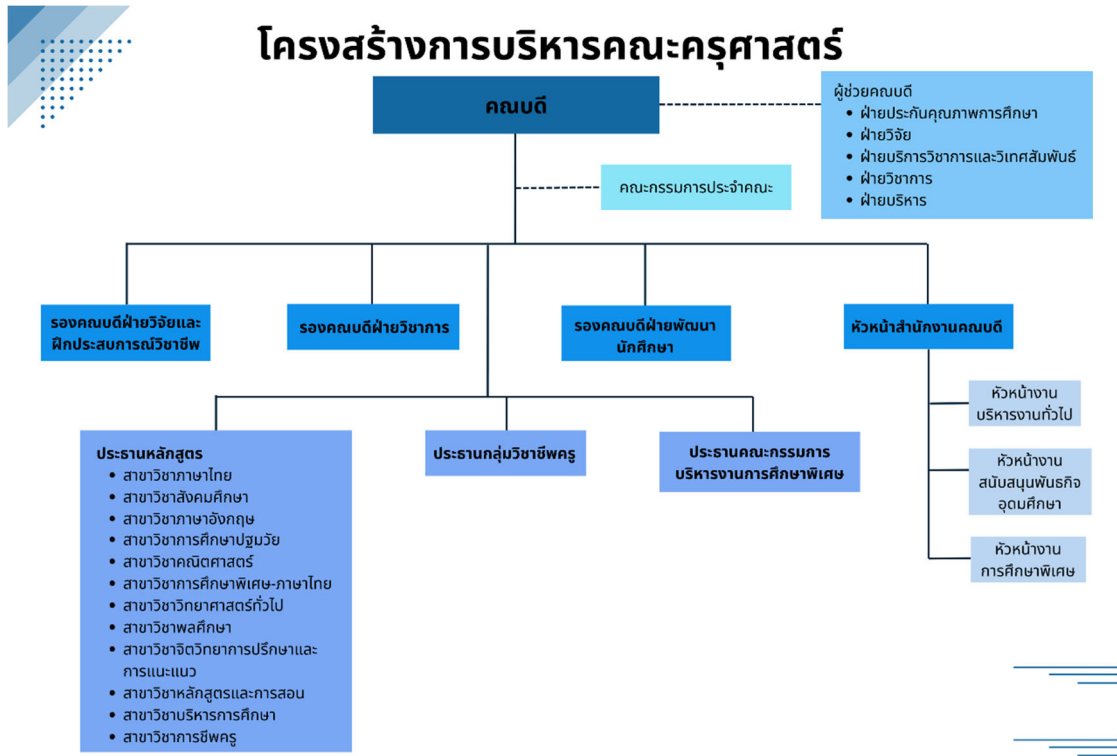 โครงสร้างการบริหารคณะครุศาสตร์
คณบดี
ผู้ช่วยคณบดี
• ฝ่ายประกันคุณภาพการศึกษา
• ฝ่ายวิจัย
• ฝ่ายบริการวิชาการและวิเทศสัมพันธ์
• ฝ่ายวิชาการ
• ฝ่ายบริหาร
คณะกรรมการประจำคณะ
รองคณบดีฝ่ายวิจัยและ
ฝึกประสบการณ์วิชาชีพ
รองคณบดีฝ่ายวิชาการ
รองคณบดีฝ่ายพัฒนา
นักศึกษา
หัวหน้าสำนักงานคณบดี
หัวหน้างาน
บริหารงานทั่วไป
หัวหน้างาน
สนับสนุนพันธกิจ
อุดมศึกษา
หัวหน้างาน
การศึกษาพิเศษ
ประธานหลักสูตร
• สาขาวิชาภาษาไทย
• สาขาวิชาสังคมศึกษา
• สาขาวิชาภาษาอังกฤษ
• สาขาวิชาการศึกษาปฐมวัย
• สาขาวิชาคณิตศาสตร์
• สาขาวิชาการศึกษาพิเศษ-ภาษาไทย
• สาขาวิชาวิทยาศาสตร์ทั่วไป
• สาขาวิชาพลศึกษา
• สาขาวิชาจิตวิทยาการปรึกษาและ
การแนะแนว
• สาขาวิชาหลักสูตรและการสอน
• สาขาวิชาบริหารการศึกษา
• สาขาวิชาการชีพครู
ประธานกลุ่มวิชาชีพครู
ประธานคณะกรรมการ
บริหารงานการศึกษาพิเศษ